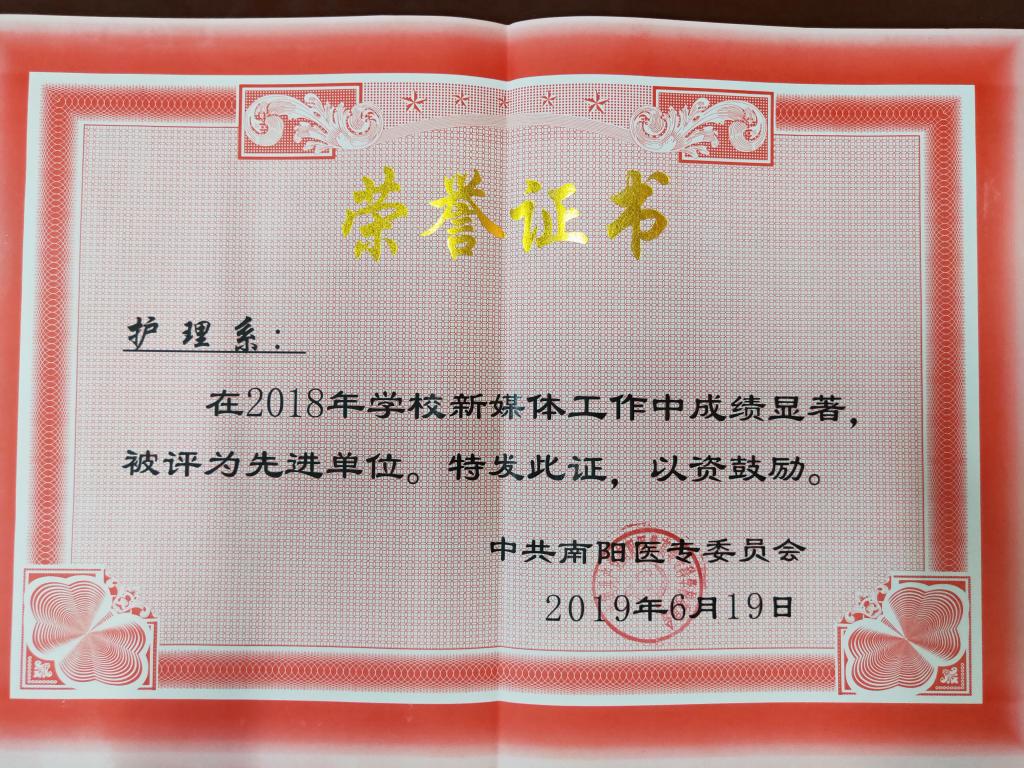 荣誉证书
护理系：
在2018年学校新媒体工作中成绩显著，
被评为先进单位。特发此证，以资鼓励。
中共南阳医专委员会
2019年6月19日